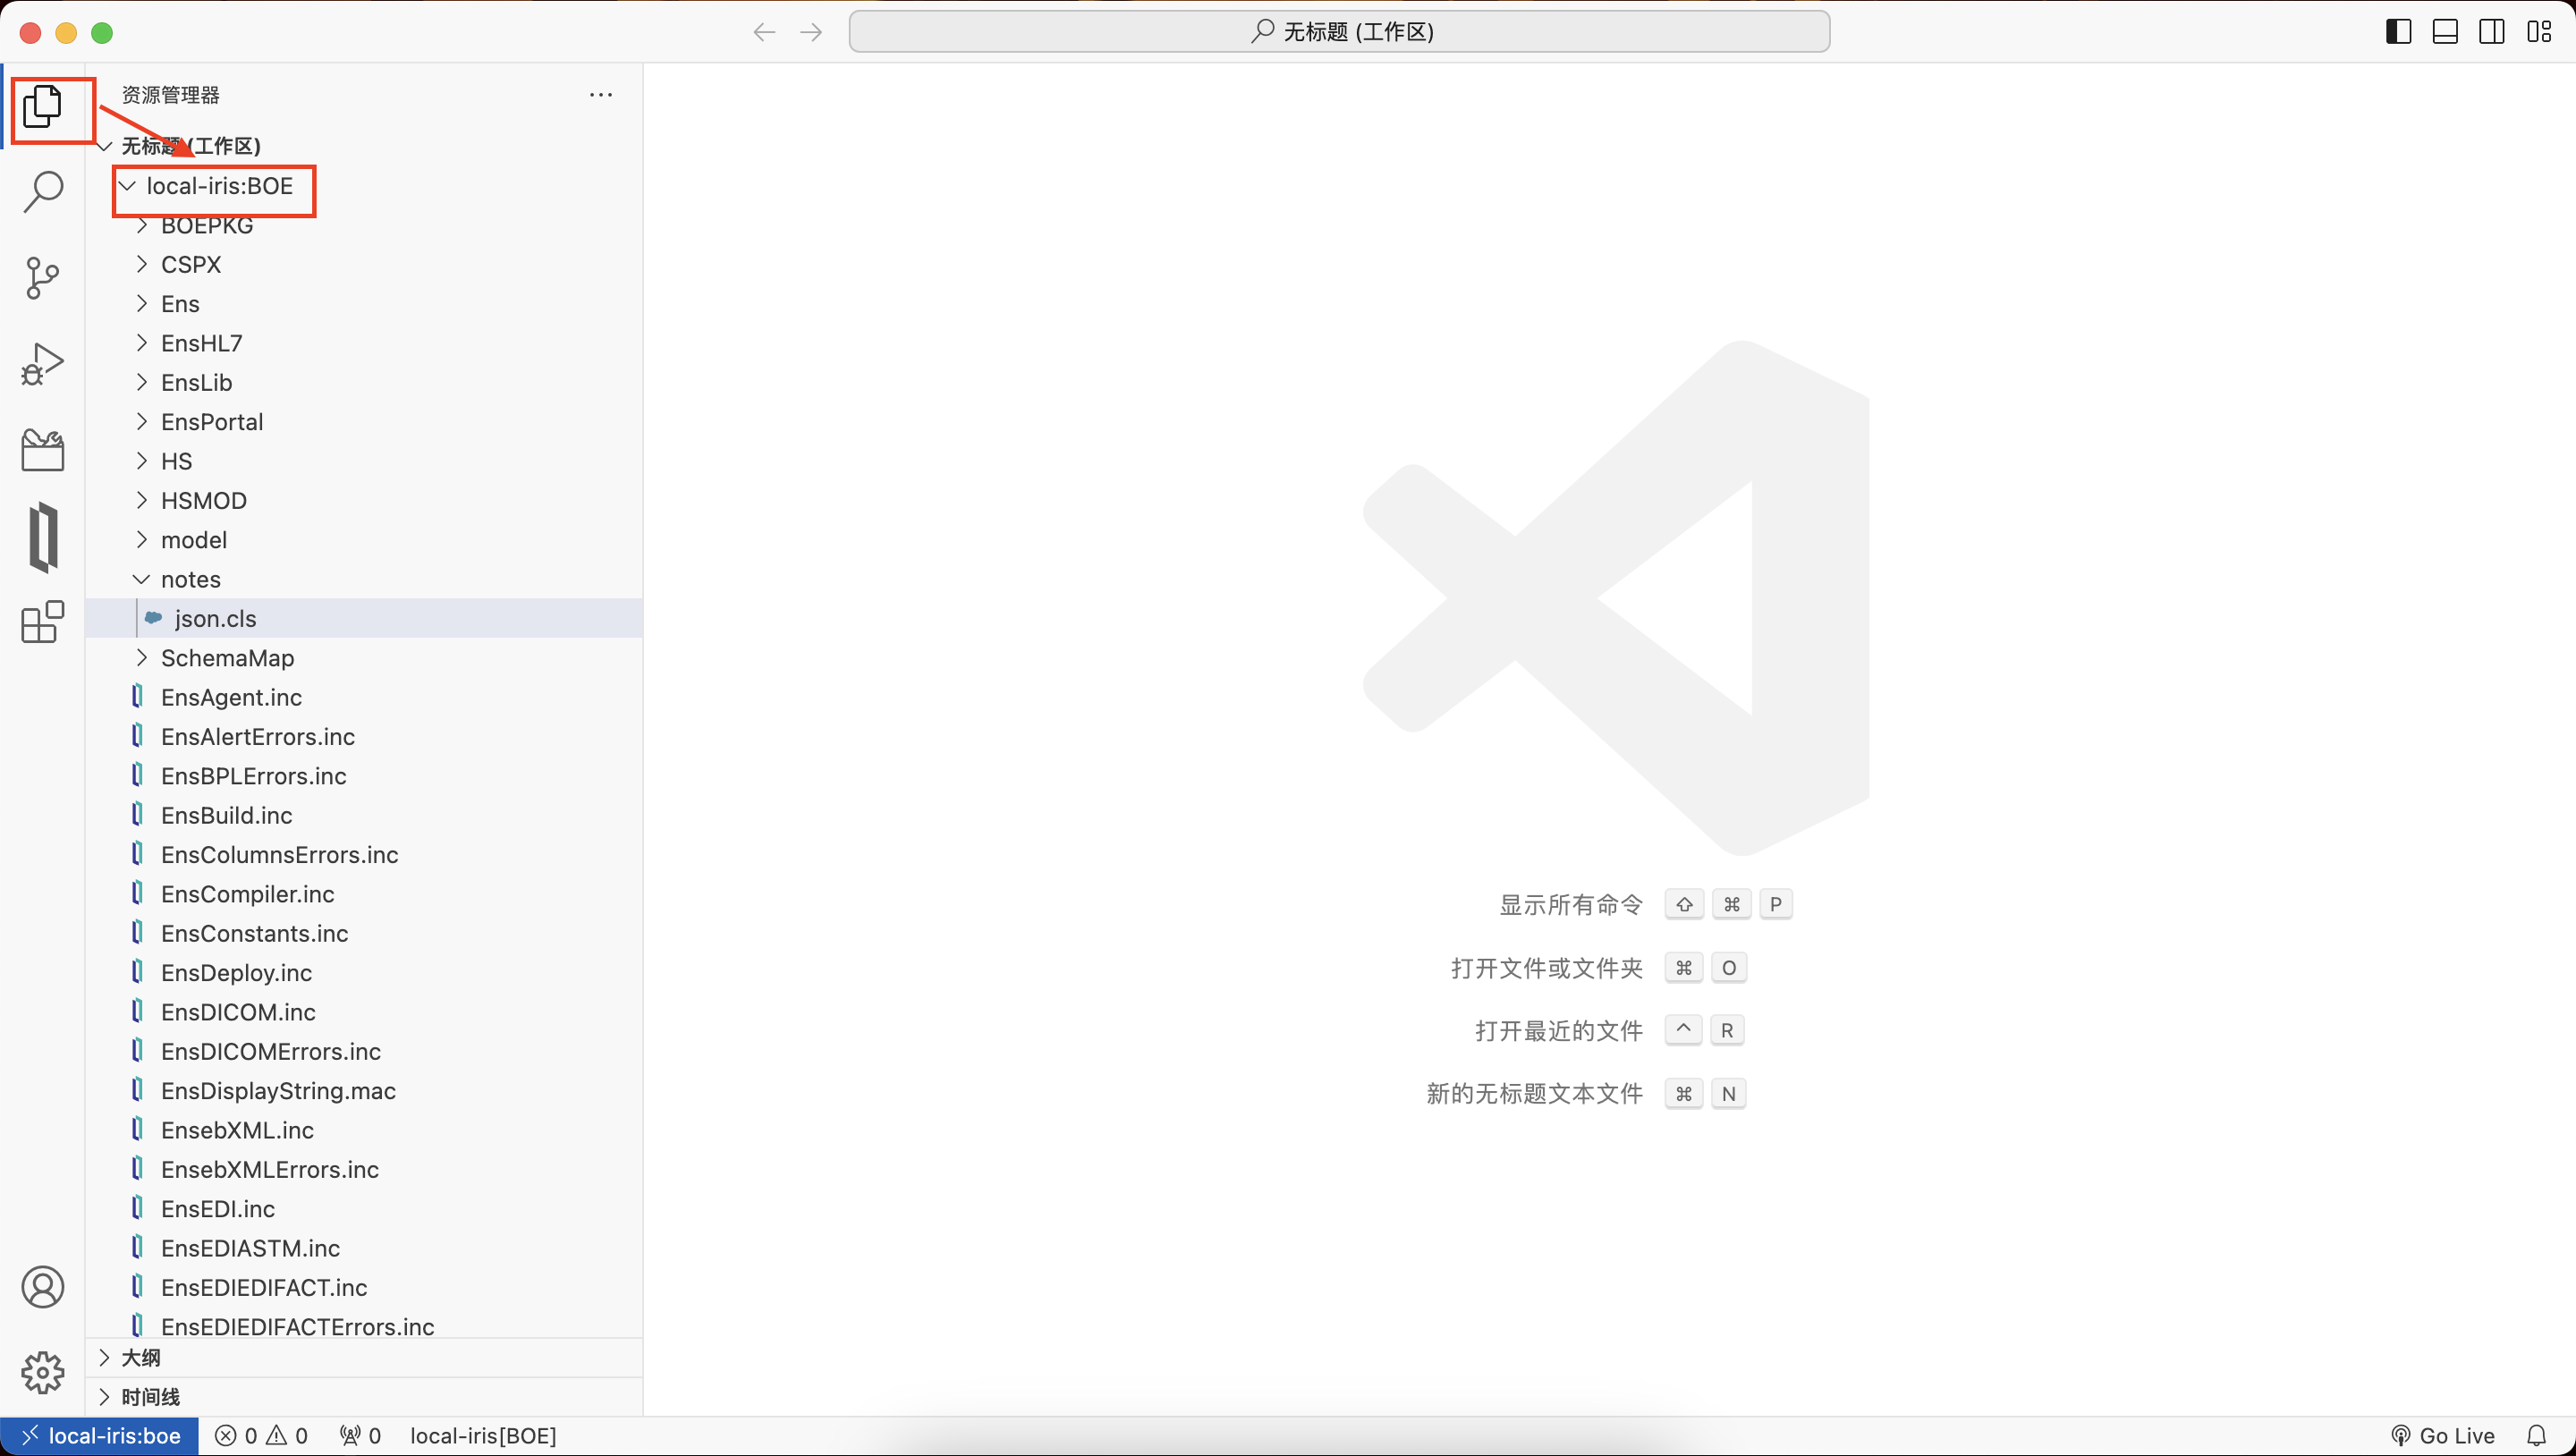 无标题 (工作区)
资源管理器
无标题 (工作区)
local-iris:BOE
BOEPKG
CSPX
Ens
EnsHL7
EnsLib
EnsPortal
HS
HSMOD
model
notes
json.cls
SchemaMap
EnsAgent.inc
EnsAlertErrors.inc
EnsBPLErrors.inc
EnsBuild.inc
EnsColumnsErrors.inc
EnsCompiler.inc
EnsConstants.inc
EnsDeploy.inc
EnsDICOM.inc
EnsDICOMErrors.inc
EnsDisplayString.mac
EnsebXML.inc
EnsebXMLErrors.inc
EnsEDI.inc
EnsEDIASTM.inc
EnsEDIEDIFACT.inc
EnsEDIEDIFACTErrors.inc
大纲
时间线
显示所有命令 ⇧ ⌘ P
打开文件或文件夹 ⌘ O
打开最近的文件 ^ R
新的无标题文本文件 ⌘ N
local-iris:boe 0 0 0 local-iris[BOE] Go Live